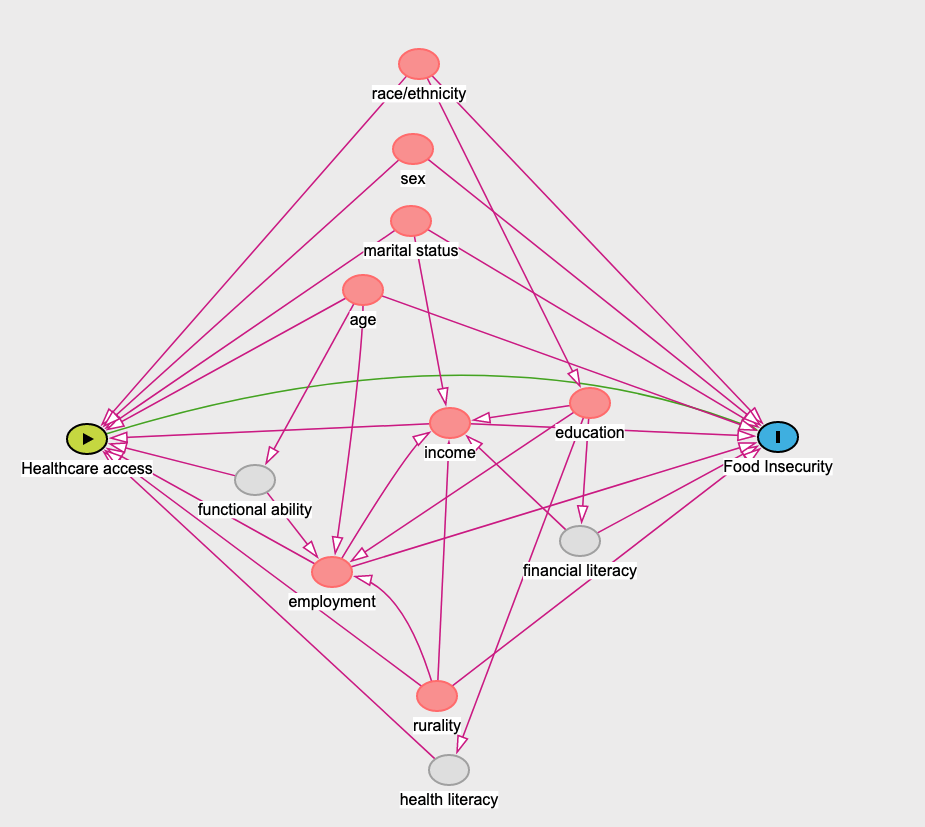 race/ethnicity
sex
marital status
age
education
income
Healthcare access
Food Insecurity
functional ability
financial literacy
employment
rurality
health literacy